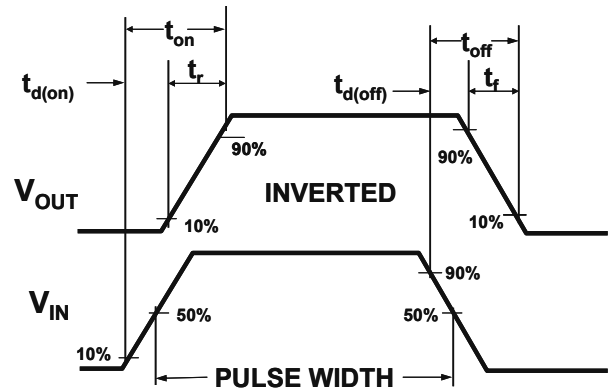 t_on
t_off
t_d(on)
t_r
t_d(off)
t_f
90%
90%
V_OUT
INVERTED
10%
10%
90%
V_IN
50%
50%
10%
PULSE WIDTH